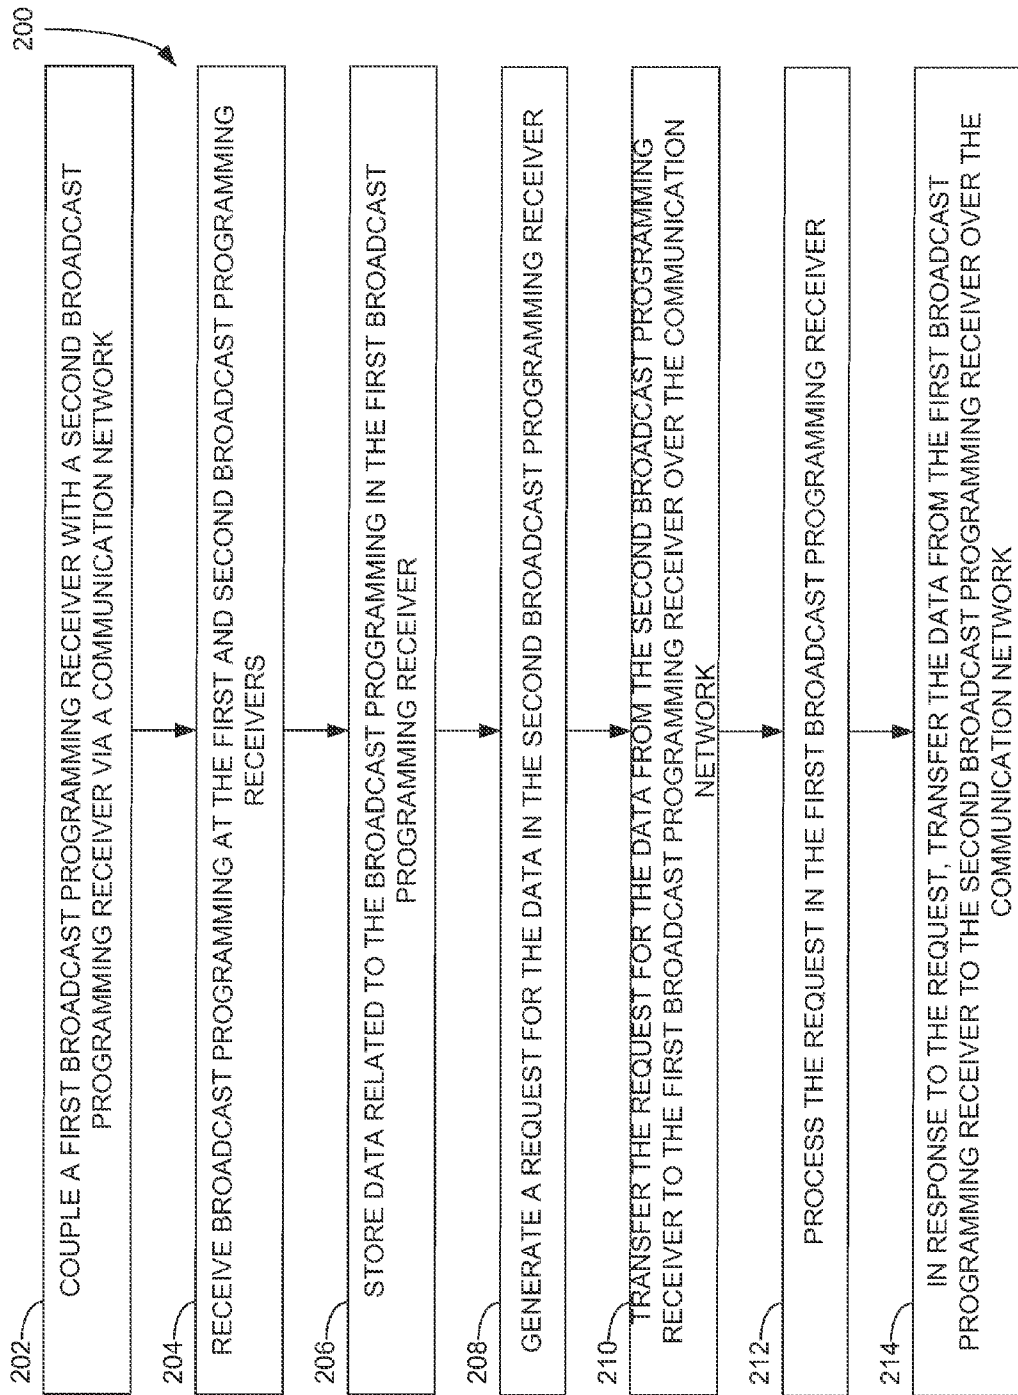 200
202
COUPLE A FIRST BROADCAST PROGRAMMING RECEIVER WITH A SECOND BROADCAST
PROGRAMMING RECEIVER VIA A COMMUNICATION NETWORK
204
RECEIVE BROADCAST PROGRAMMING AT THE FIRST AND SECOND BROADCAST PROGRAMMING
RECEIVERS
206
STORE DATA RELATED TO THE BROADCAST PROGRAMMING IN THE FIRST BROADCAST
PROGRAMMING RECEIVER
208
GENERATE A REQUEST FOR THE DATA IN THE SECOND BROADCAST PROGRAMMING RECEIVER
210
TRANSFER THE REQUEST FOR THE DATA FROM THE SECOND BROADCAST PROGRAMMING
RECEIVER TO THE FIRST BROADCAST PROGRAMMING RECEIVER OVER THE COMMUNICATION
NETWORK
212
PROCESS THE REQUEST IN THE FIRST BROADCAST PROGRAMMING RECEIVER
214
IN RESPONSE TO THE REQUEST, TRANSFER THE DATA FROM THE FIRST BROADCAST
PROGRAMMING RECEIVER TO THE SECOND BROADCAST PROGRAMMING RECEIVER OVER THE
COMMUNICATION NETWORK